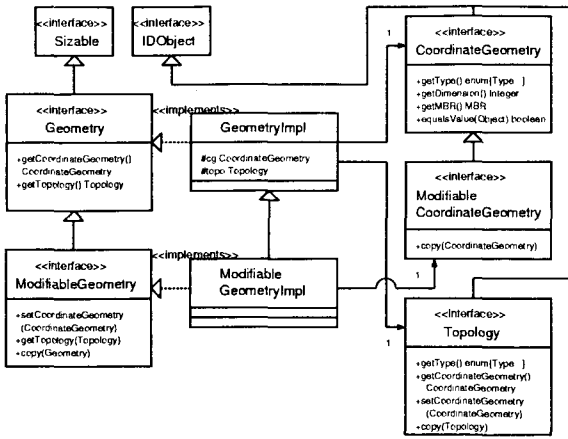 <<interface>>
Sizable
<<interface>>
IDObject
<<interface>>
CoordinateGeometry
+getType() enum{Type }
+getDimension() Integer
+getMBR() MBR
+equalsValue(Object) boolean
1
<<interface>>
Geometry
+getCoordinateGeometry()
CoordinateGeometry
+getTopology() Topology
<<implements>>
GeometryImpl
#cg CoordinateGeometry
#topo Topology
Modifiable
CoordinateGeometry
+copy(CoordinateGeometry)
<<interface>>
ModifiableGeometry
+setCoordinateGeometry
(CoordinateGeometry)
+getTopology(Topology)
+copy(Geometry)
<<implements>>
Modifiable
GeometryImpl
1
<<interface>>
Topology
+getType() enum{Type }
+getCoordinateGeometry()
CoordinateGeometry
+setCoordinateGeometry
(CoordinateGeometry)
+copy(Topology)
1